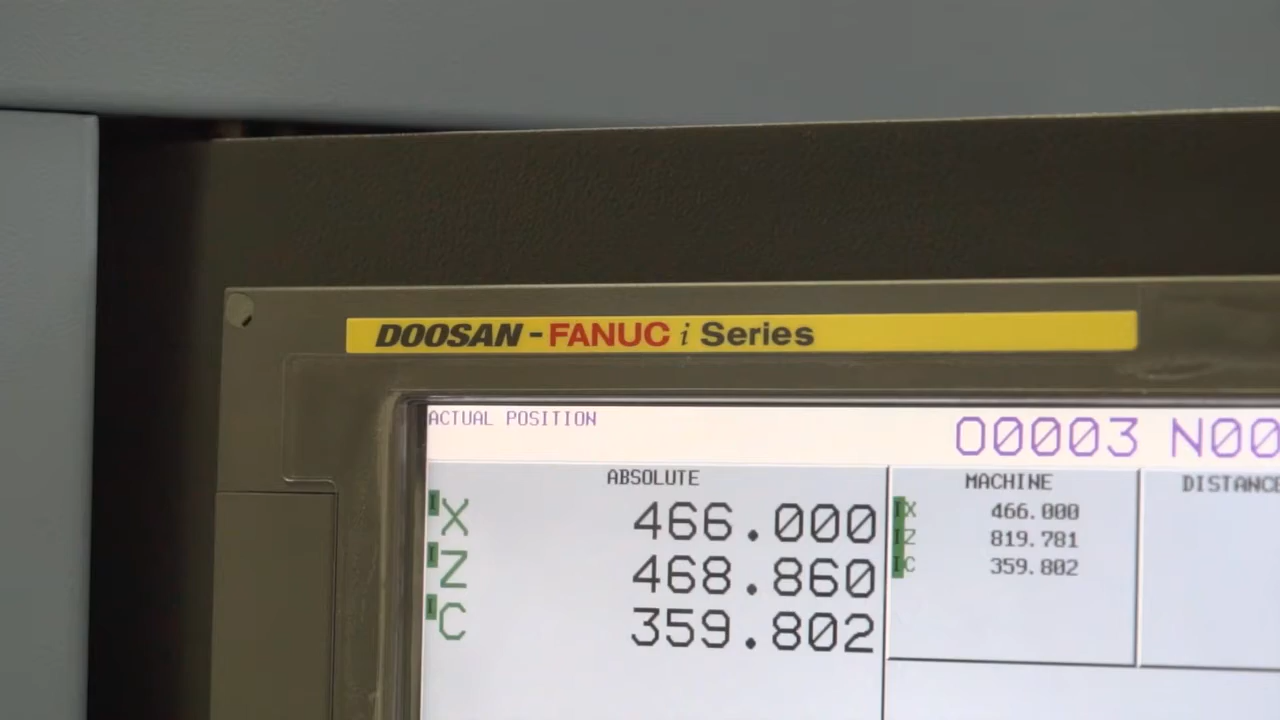 DOOSAN-FANUC i Series
ACTUAL POSITION
O0003 N00
ABSOLUTE
I X 466.000
I Z 468.860
I C 359.802
MACHINE
I X 466.000
I Z 819.781
I C 359.802
DISTANCE